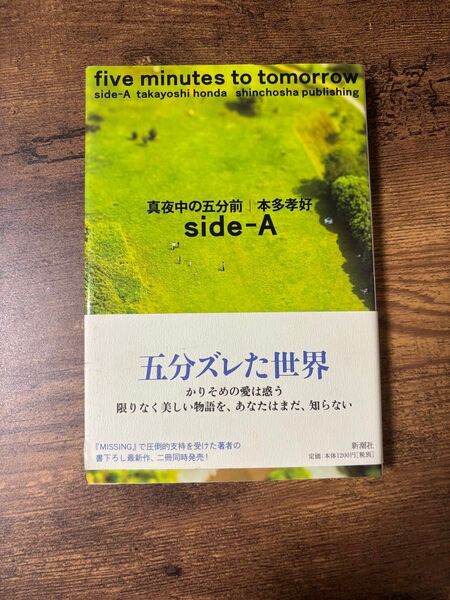 five minutes to tomorrow
side-A takayoshi honda shinchosha publishing
真夜中の五分前｜本多孝好
side-A
五分ズレた世界
かりそめの愛は惑う
限りなく美しい物語を、あなたはまだ、知らない
『MISSING』で圧倒的支持を受けた著者の
書下ろし最新作、二冊同時発売！
新潮社
定価：本体1200円［税別］